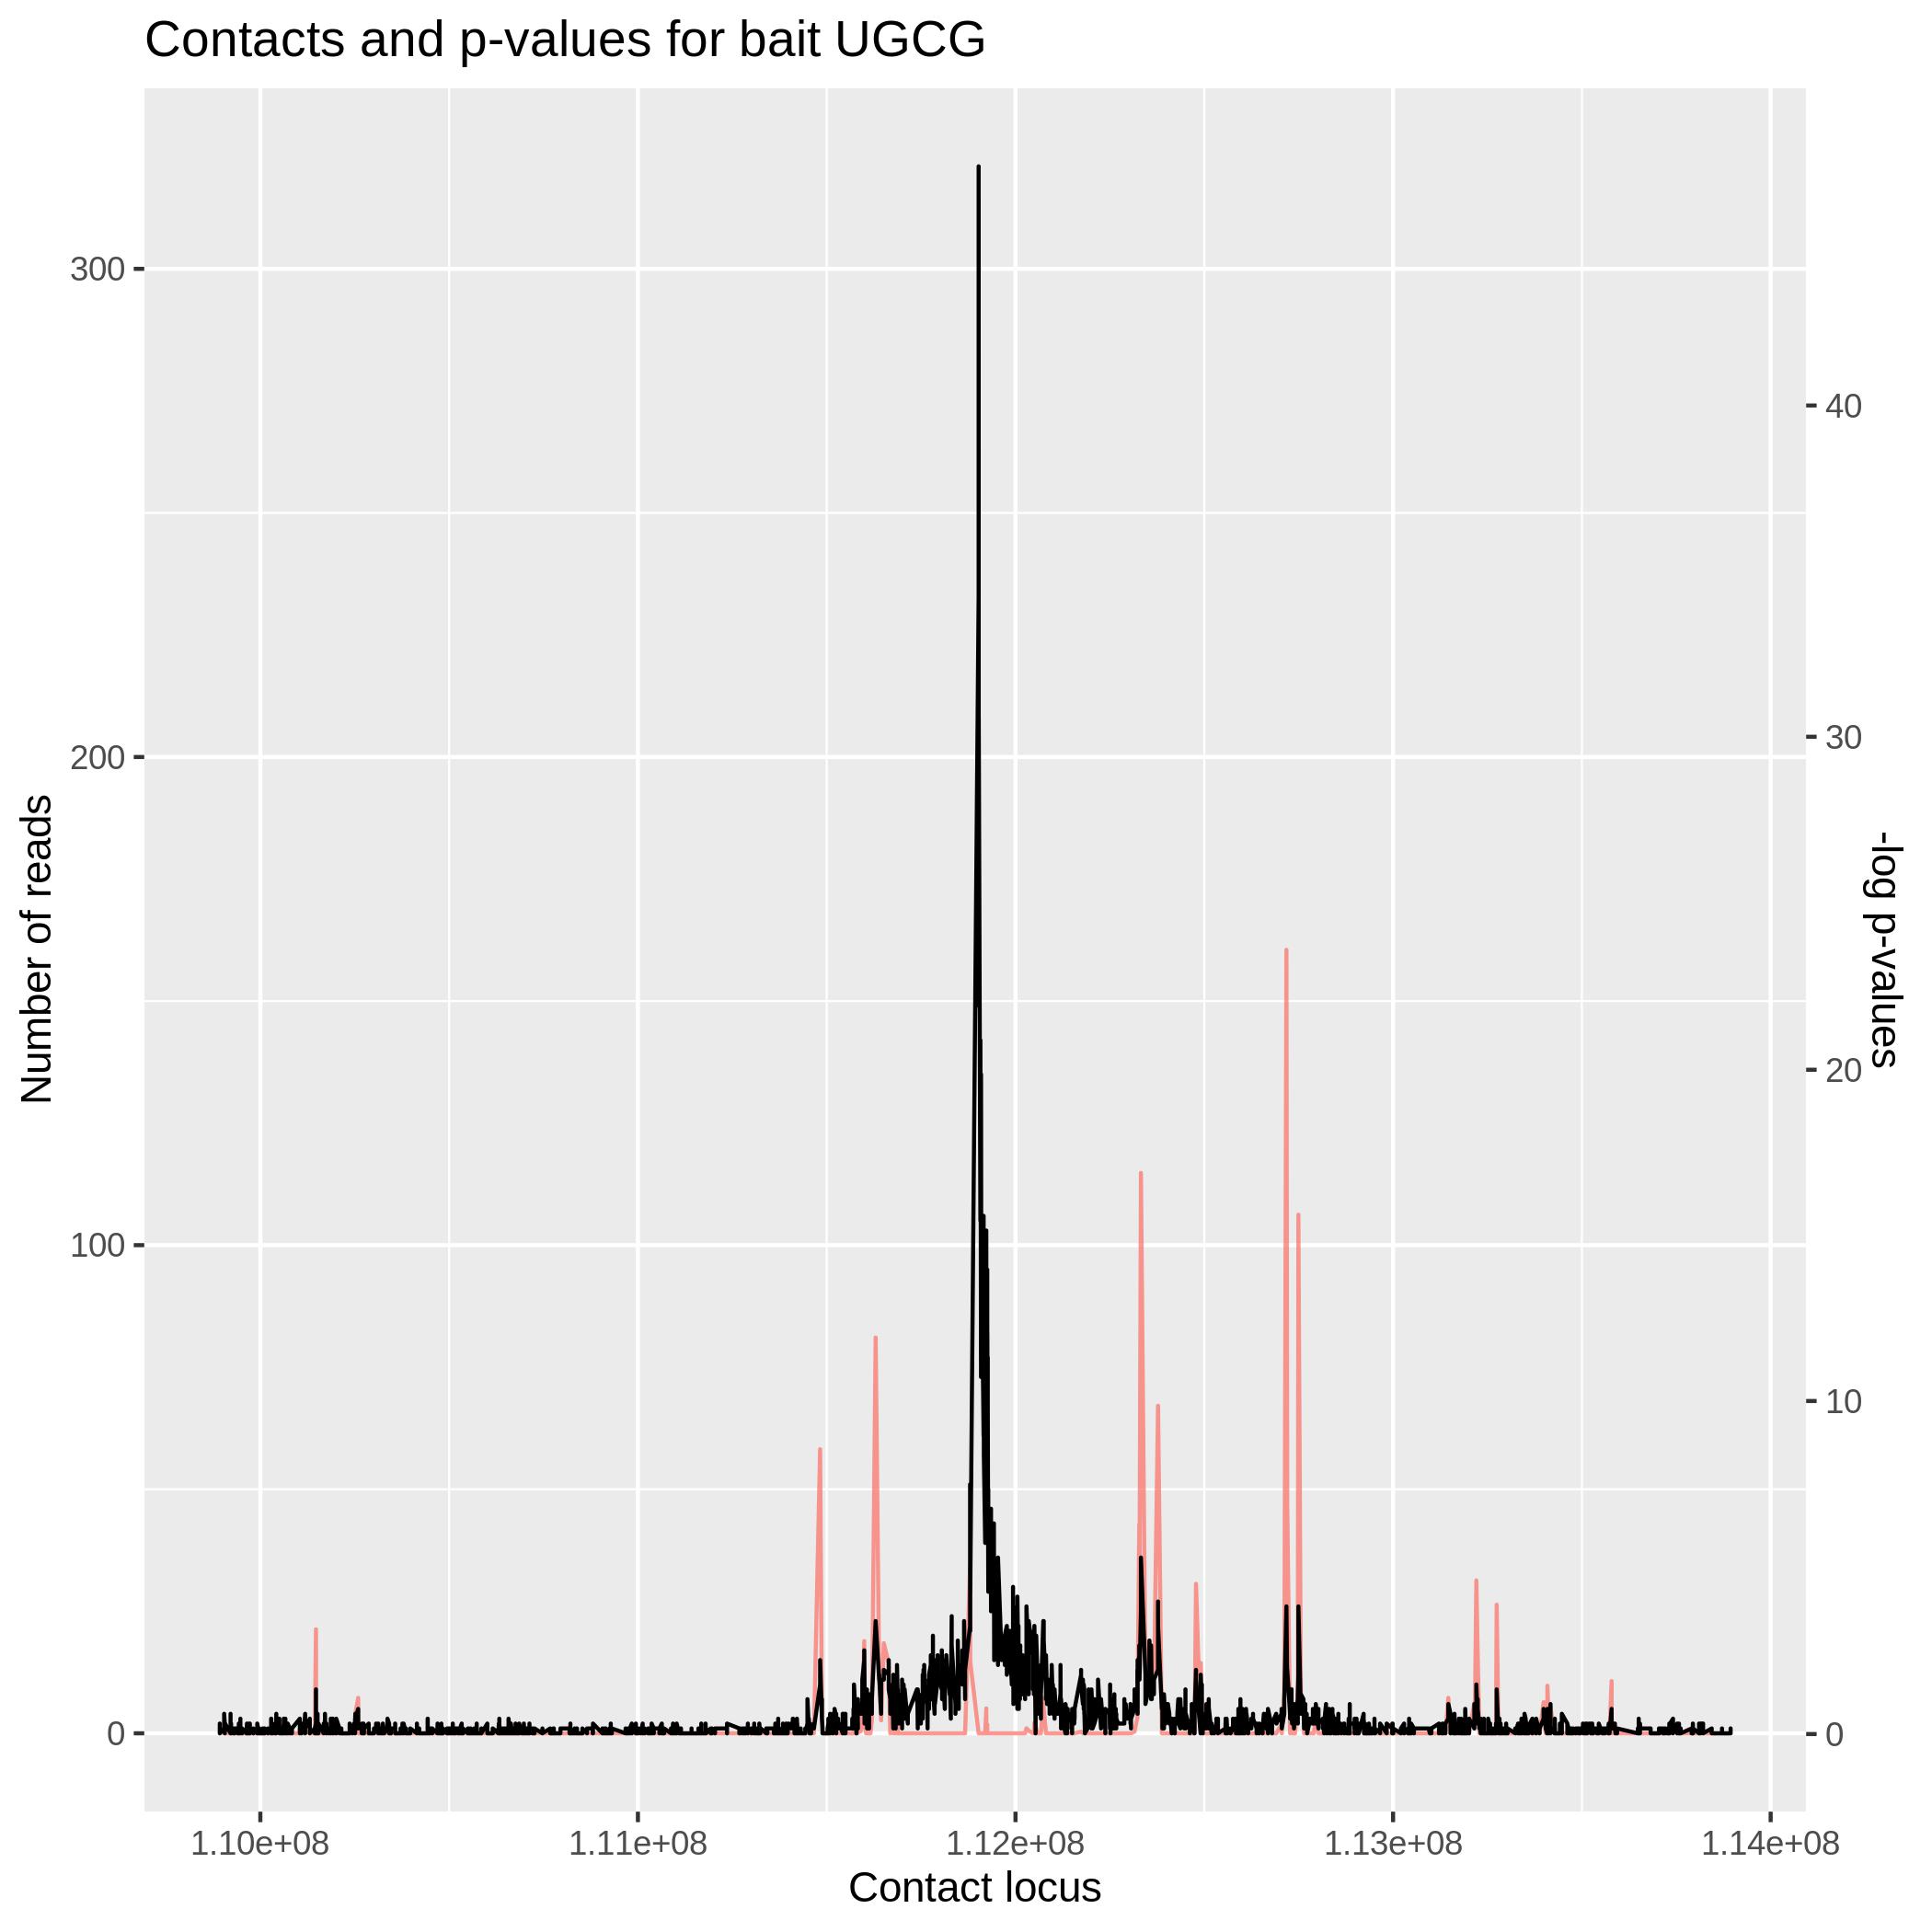 Contacts and p-values for bait UGCG
Number of reads
300
200
100
0
40
30
20
10
0
-log p-values
1.10e+08
1.11e+08
1.12e+08
1.13e+08
1.14e+08
Contact locus